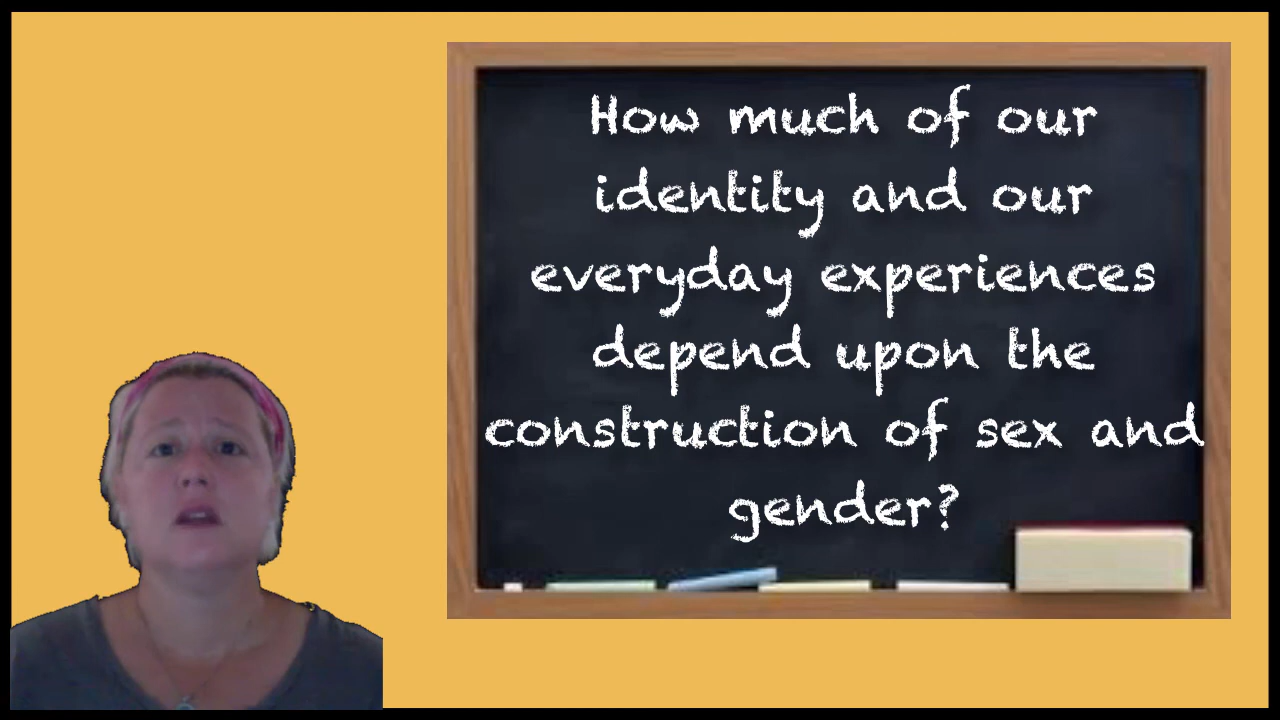 How much of our
identity and our
everyday experiences
depend upon the
construction of sex and
gender?